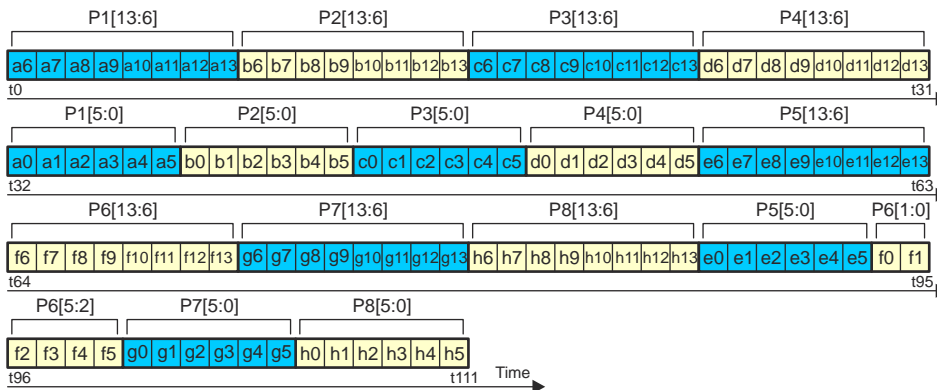 P1[13:6] P2[13:6] P3[13:6] P4[13:6]
a6 a7 a8 a9 a10 a11 a12 a13 b6 b7 b8 b9 b10 b11 b12 b13 c6 c7 c8 c9 c10 c11 c12 c13 d6 d7 d8 d9 d10 d11 d12 d13
t0 t31
P1[5:0] P2[5:0] P3[5:0] P4[5:0] P5[13:6]
a0 a1 a2 a3 a4 a5 b0 b1 b2 b3 b4 b5 c0 c1 c2 c3 c4 c5 d0 d1 d2 d3 d4 d5 e6 e7 e8 e9 e10 e11 e12 e13
t32 t63
P6[13:6] P7[13:6] P8[13:6] P5[5:0] P6[1:0]
f6 f7 f8 f9 f10 f11 f12 f13 g6 g7 g8 g9 g10 g11 g12 g13 h6 h7 h8 h9 h10 h11 h12 h13 e0 e1 e2 e3 e4 e5 f0 f1
t64 t95
P6[5:2] P7[5:0] P8[5:0]
f2 f3 f4 f5 g0 g1 g2 g3 g4 g5 h0 h1 h2 h3 h4 h5
t96 t111 Time